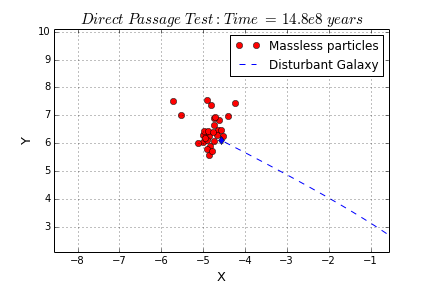 Direct Passage Test : Time = 14.8e8 years
Massless particles
Disturbant Galaxy
10
9
8
7
6
5
4
3
Y
−8 −7 −6 −5 −4 −3 −2 −1
X